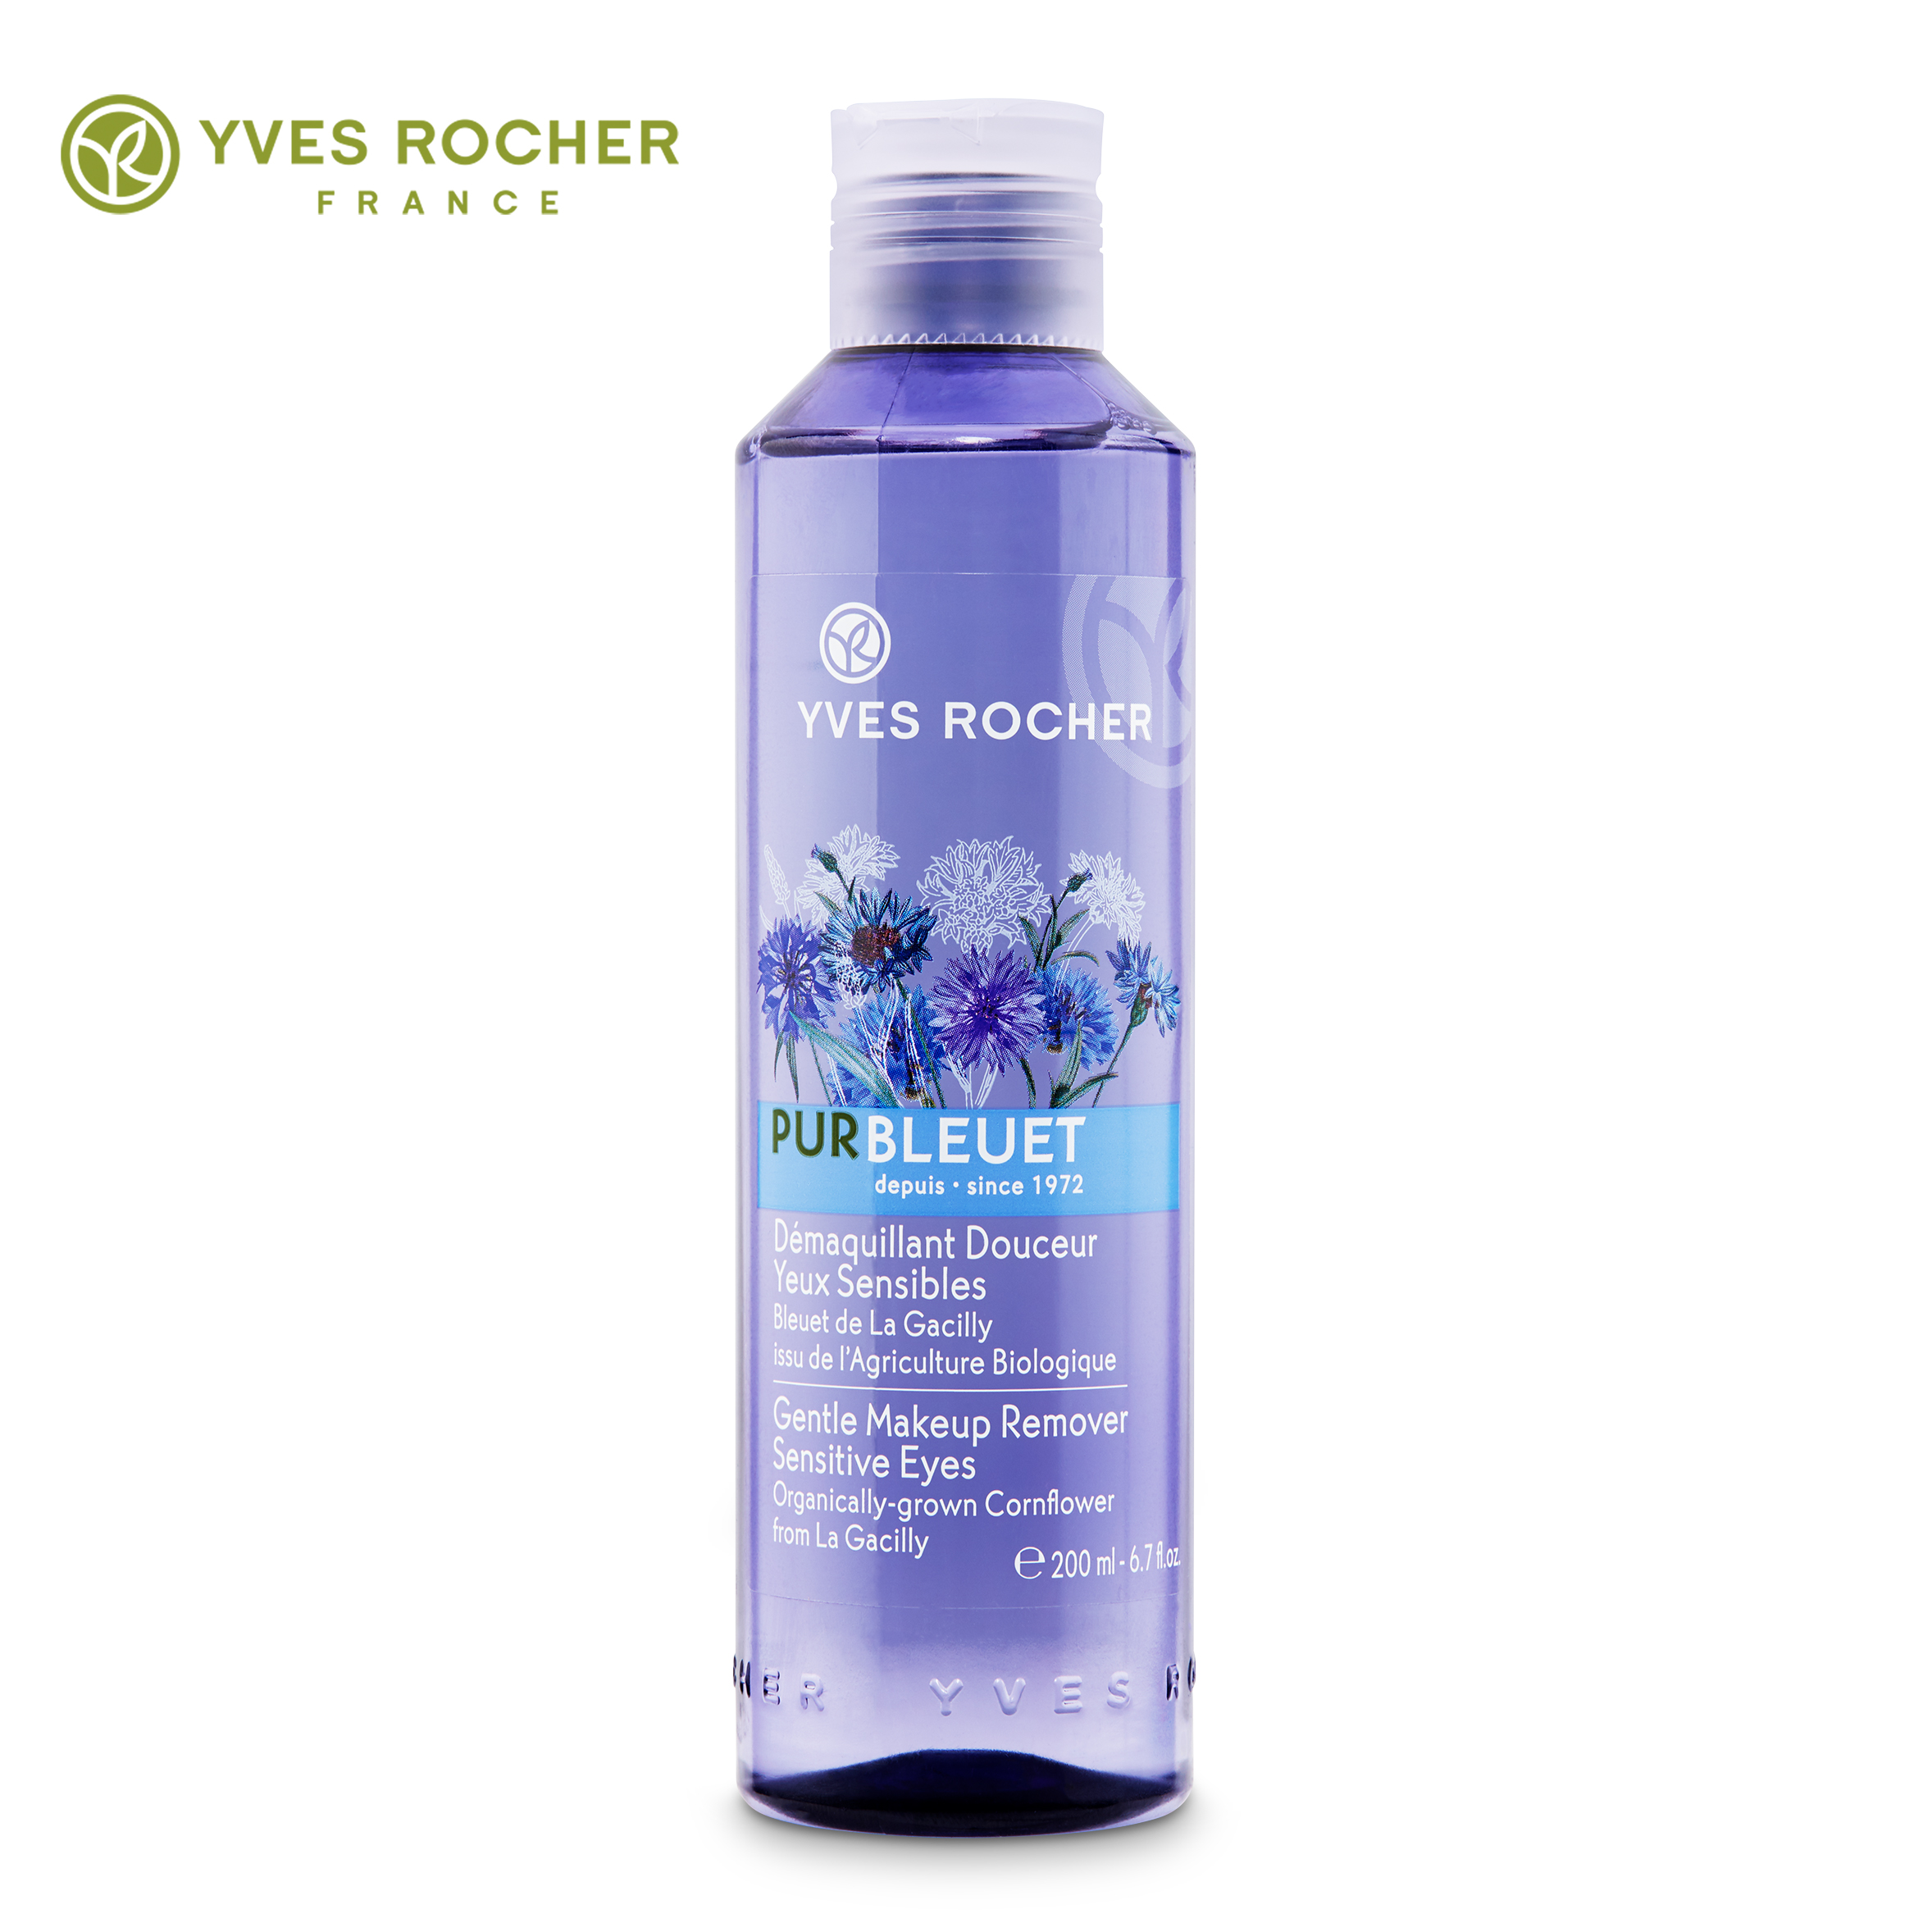 YVES ROCHER
FRANCE
YVES ROCHER
PUR BLEUET
depuis • since 1972
Démaquillant Douceur
Yeux Sensibles
Bleuet de La Gacilly
issu de l'Agriculture Biologique
Gentle Makeup Remover
Sensitive Eyes
Organically-grown Cornflower
from La Gacilly
℮ 200 ml - 6.7 fl.oz.
HER YVES R